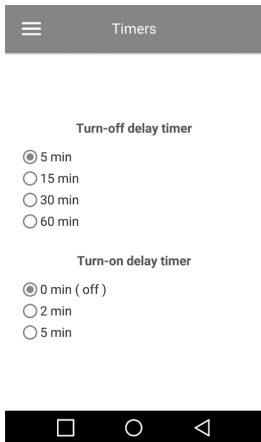 Timers
Turn-off delay timer
5 min
15 min
30 min
60 min
Turn-on delay timer
0 min ( off )
2 min
5 min